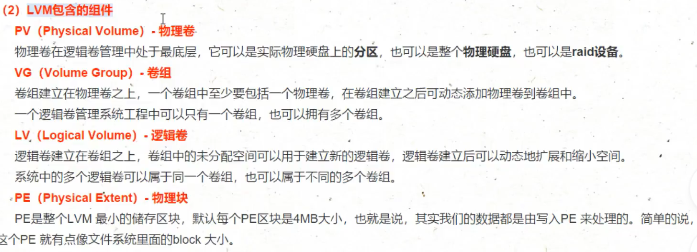 （2）LVM包含的组件
PV（Physical Volume）- 物理卷
物理卷在逻辑卷管理中处于最底层，它可以是实际物理硬盘上的分区，也可以是整个物理硬盘，也可以是raid设备。
VG（Volume Group）- 卷组
卷组建立在物理卷之上，一个卷组中至少要包括一个物理卷，在卷组建立之后可动态添加物理卷到卷组中。
一个逻辑卷管理系统工程中可以只有一个卷组，也可以拥有多个卷组。
LV（Logical Volume）- 逻辑卷
逻辑卷建立在卷组之上，卷组中的未分配空间可以用于建立新的逻辑卷，逻辑卷建立后可以动态地扩展和缩小空间。
系统中的多个逻辑卷可以属于同一个卷组，也可以属于不同的多个卷组。
PE（Physical Extent）- 物理块
PE是整个LVM 最小的储存区块，默认每个PE区块是4MB大小，也就是说，其实我们的数据都是由写入PE 来处理的。简单的说，
这个PE 就有点像文件系统里面的block 大小。